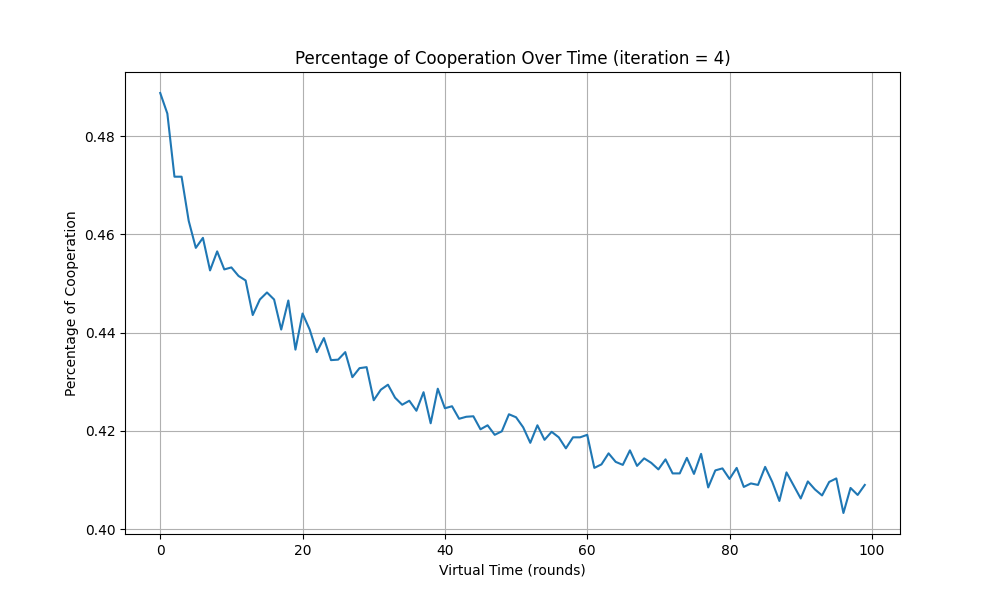 Percentage of Cooperation Over Time (iteration = 4)
Percentage of Cooperation
0.48
0.46
0.44
0.42
0.40
0 20 40 60 80 100
Virtual Time (rounds)